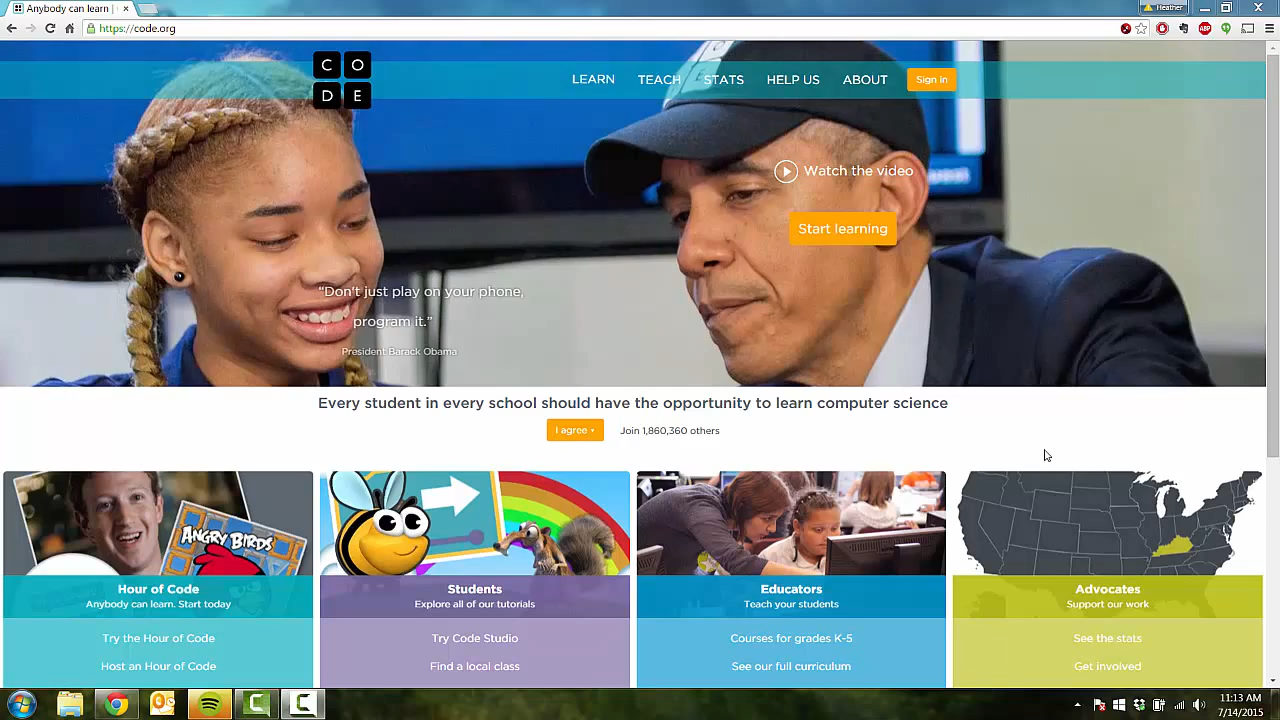 Anybody can learn |
Heather
https://code.org
C O
D E
LEARN TEACH STATS HELP US ABOUT Sign in
Watch the video
Start learning
“Don't just play on your phone,
program it.”
President Barack Obama
Every student in every school should have the opportunity to learn computer science
I agree
Join 1,860,360 others
ANGRY BIRDS
Hour of Code
Anybody can learn. Start today
Try the Hour of Code
Host an Hour of Code
Students
Explore all of our tutorials
Try Code Studio
Find a local class
Educators
Teach your students
Courses for grades K-5
See our full curriculum
Advocates
Support our work
See the stats
Get involved
11:13 AM
7/14/2015